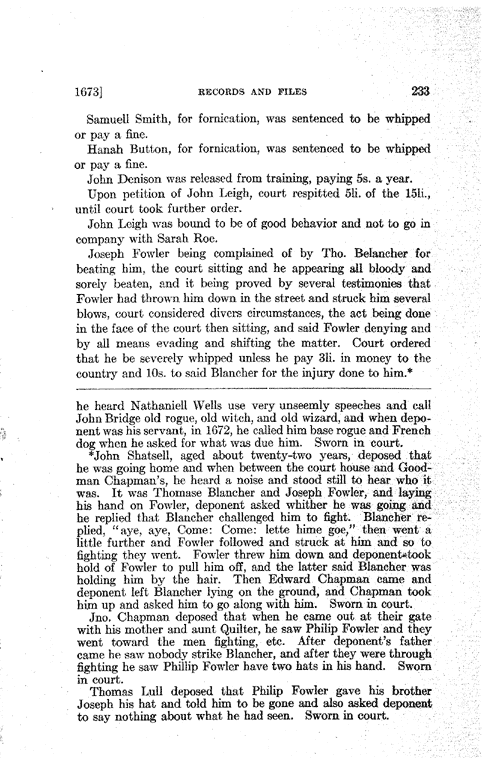 1673] RECORDS AND FILES 233
Samuell Smith, for fornication, was sentenced to be whipped
or pay a fine.
Hanah Button, for fornication, was sentenced to be whipped
or pay a fine.
John Denison was released from training, paying 5s. a year.
Upon petition of John Leigh, court respitted 5li. of the 15li.,
until court took further order.
John Leigh was bound to be of good behavior and not to go in
company with Sarah Roe.
Joseph Fowler being complained of by Tho. Belancher for
beating him, the court sitting and he appearing all bloody and
sorely beaten, and it being proved by several testimonies that
Fowler had thrown him down in the street and struck him several
blows, court considered divers circumstances, the act being done
in the face of the court then sitting, and said Fowler denying and
by all means evading and shifting the matter. Court ordered
that he be severely whipped unless he pay 3li. in money to the
country and 10s. to said Blancher for the injury done to him.*
he heard Nathaniell Wells use very unseemly speeches and call
John Bridge old rogue, old witch, and old wizard, and when depo-
nent was his servant, in 1672, he called him base rogue and French
dog when he asked for what was due him. Sworn in court.
*John Shatsell, aged about twenty-two years, deposed that
he was going home and when between the court house and Good-
man Chapman's, he heard a noise and stood still to hear who it
was. It was Thomase Blancher and Joseph Fowler, and laying
his hand on Fowler, deponent asked whither he was going and
he replied that Blancher challenged him to fight. Blancher re-
plied, "aye, aye, Come: Come: lette hime goe," then went a
little further and Fowler followed and struck at him and so to
fighting they went. Fowler threw him down and deponent took
hold of Fowler to pull him off, and the latter said Blancher was
holding him by the hair. Then Edward Chapman came and
deponent left Blancher lying on the ground, and Chapman took
him up and asked him to go along with him. Sworn in court.
Jno. Chapman deposed that when he came out at their gate
with his mother and aunt Quilter, he saw Philip Fowler and they
went toward the men fighting, etc. After deponent's father
came he saw nobody strike Blancher, and after they were through
fighting he saw Phillip Fowler have two hats in his hand. Sworn
in court.
Thomas Lull deposed that Philip Fowler gave his brother
Joseph his hat and told him to be gone and also asked deponent
to say nothing about what he had seen. Sworn in court.